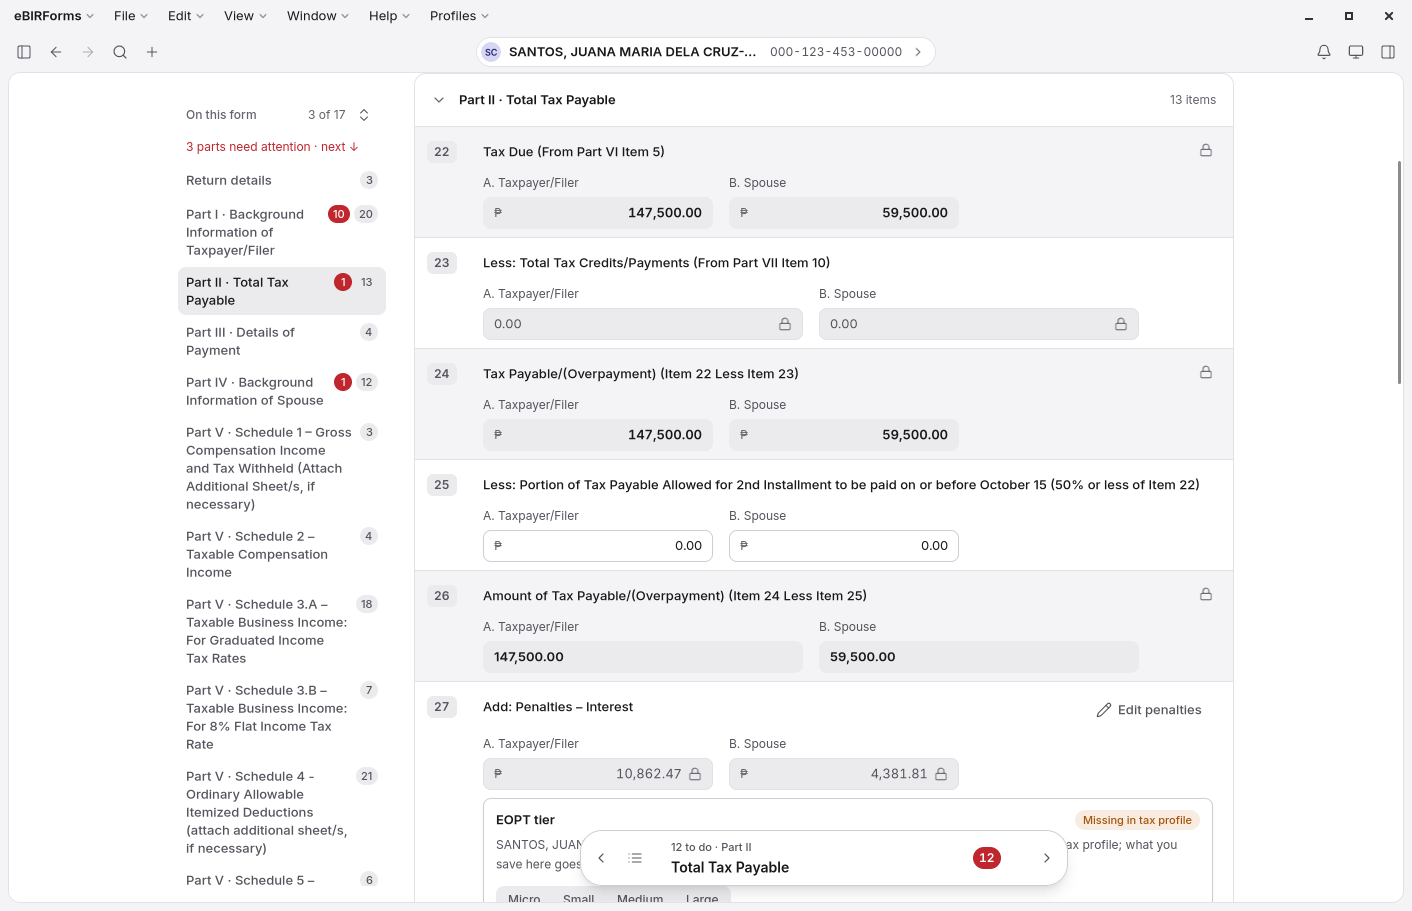 eBIRForms File Edit View Window Help Profiles
SC SANTOS, JUANA MARIA DELA CRUZ-... 000-123-453-00000
On this form 3 of 17
3 parts need attention · next ↓
Return details 3
Part I · Background 10 20
Information of
Taxpayer/Filer
Part II · Total Tax 1 13
Payable
Part III · Details of 4
Payment
Part IV · Background 1 12
Information of Spouse
Part V · Schedule 1 – Gross 3
Compensation Income
and Tax Withheld (Attach
Additional Sheet/s, if
necessary)
Part V · Schedule 2 – 4
Taxable Compensation
Income
Part V · Schedule 3.A – 18
Taxable Business Income:
For Graduated Income
Tax Rates
Part V · Schedule 3.B – 7
Taxable Business Income:
For 8% Flat Income Tax
Rate
Part V · Schedule 4 - 21
Ordinary Allowable
Itemized Deductions
(attach additional sheet/s,
if necessary)
Part V · Schedule 5 – 6
Part II · Total Tax Payable 13 items
22 Tax Due (From Part VI Item 5)
A. Taxpayer/Filer B. Spouse
₱ 147,500.00 ₱ 59,500.00
23 Less: Total Tax Credits/Payments (From Part VII Item 10)
A. Taxpayer/Filer B. Spouse
0.00 0.00
24 Tax Payable/(Overpayment) (Item 22 Less Item 23)
A. Taxpayer/Filer B. Spouse
₱ 147,500.00 ₱ 59,500.00
25 Less: Portion of Tax Payable Allowed for 2nd Installment to be paid on or before October 15 (50% or less of Item 22)
A. Taxpayer/Filer B. Spouse
₱ 0.00 ₱ 0.00
26 Amount of Tax Payable/(Overpayment) (Item 24 Less Item 25)
A. Taxpayer/Filer B. Spouse
147,500.00 59,500.00
27 Add: Penalties – Interest Edit penalties
A. Taxpayer/Filer B. Spouse
₱ 10,862.47 ₱ 4,381.81
EOPT tier Missing in tax profile
SANTOS, JUAN tax profile; what you
save here goes
Micro Small Medium Large
12 to do · Part II
Total Tax Payable 12